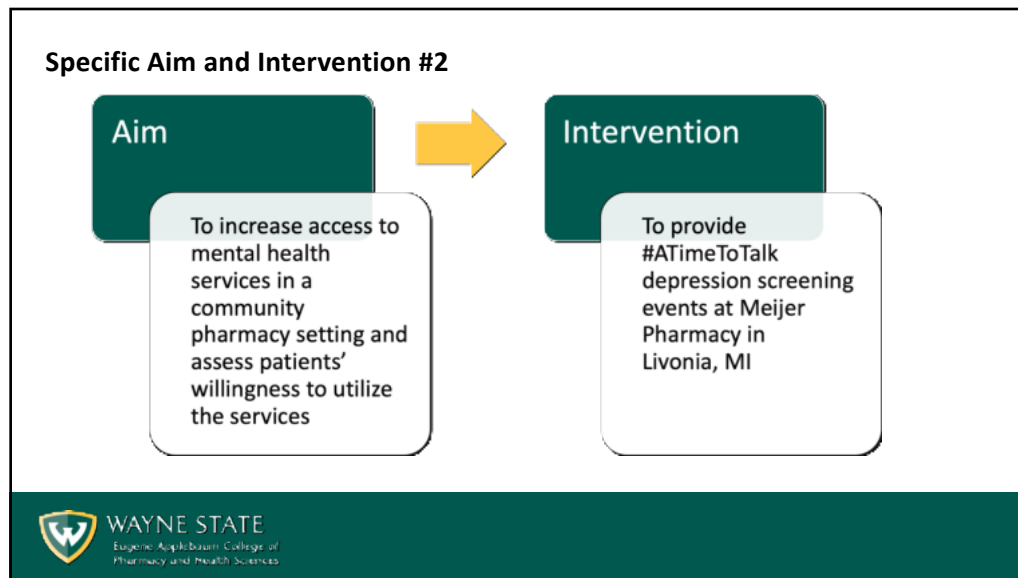 Specific Aim and Intervention #2
Aim
To increase access to
mental health
services in a
community
pharmacy setting and
assess patients’
willingness to utilize
the services
Intervention
To provide
#ATimeToTalk
depression screening
events at Meijer
Pharmacy in
Livonia, MI
WAYNE STATE
Eugene Applebaum College of
Pharmacy and Health Sciences